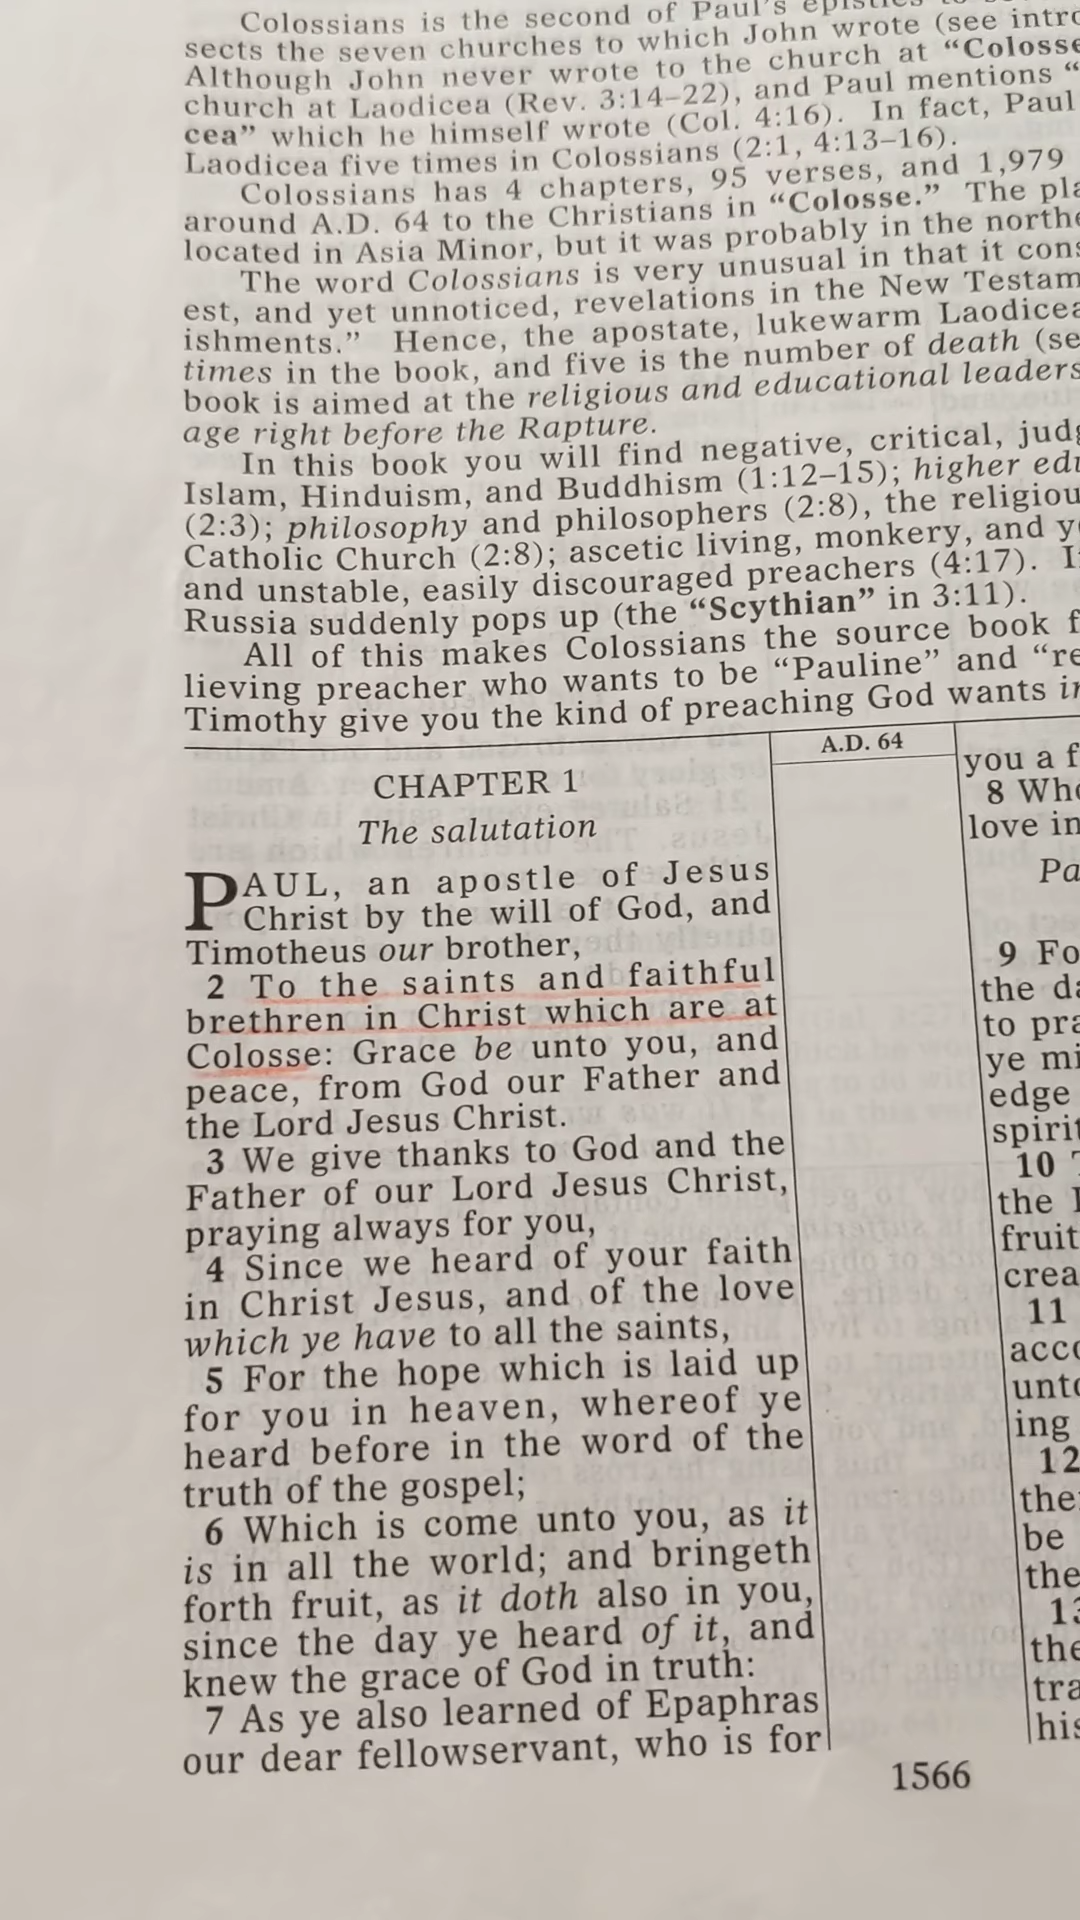 Colossians is the second of Paul's
sects the seven churches to which John wrote (see
Although John never wrote to the church at “Colosse
church at Laodicea (Rev. 3:14–22), and Paul mentions “
cea” which he himself wrote (Col. 4:16). In fact, Paul
Laodicea five times in Colossians (2:1, 4:13–16).
Colossians has 4 chapters, 95 verses, and 1,979
around A.D. 64 to the Christians in “Colosse.” The
located in Asia Minor, but it was probably in the
The word Colossians is very unusual in that it
est, and yet unnoticed, revelations in the New
ishments.” Hence, the apostate, lukewarm
times in the book, and five is the number of death
book is aimed at the religious and educational leaders
age right before the Rapture.
In this book you will find negative, critical,
Islam, Hinduism, and Buddhism (1:12–15); higher
(2:3); philosophy and philosophers (2:8), the
Catholic Church (2:8); ascetic living, monkery, and
and unstable, easily discouraged preachers (4:17).
Russia suddenly pops up (the “Scythian” in 3:11).
All of this makes Colossians the source book
lieving preacher who wants to be “Pauline” and
Timothy give you the kind of preaching God wants
A.D. 64
CHAPTER 1
The salutation
PAUL, an apostle of Jesus
Christ by the will of God, and
Timotheus our brother,
2 To the saints and faithful
brethren in Christ which are at
Colosse: Grace be unto you, and
peace, from God our Father and
the Lord Jesus Christ.
3 We give thanks to God and the
Father of our Lord Jesus Christ,
praying always for you,
4 Since we heard of your faith
in Christ Jesus, and of the love
which ye have to all the saints,
5 For the hope which is laid up
for you in heaven, whereof ye
heard before in the word of the
truth of the gospel;
6 Which is come unto you, as it
is in all the world; and bringeth
forth fruit, as it doth also in you,
since the day ye heard of it, and
knew the grace of God in truth:
7 As ye also learned of Epaphras
our dear fellowservant, who is for
you a
8
love in
9
the
to
ye
edge
10
the
fruit
11
ing
12
the
be
the
the
1566